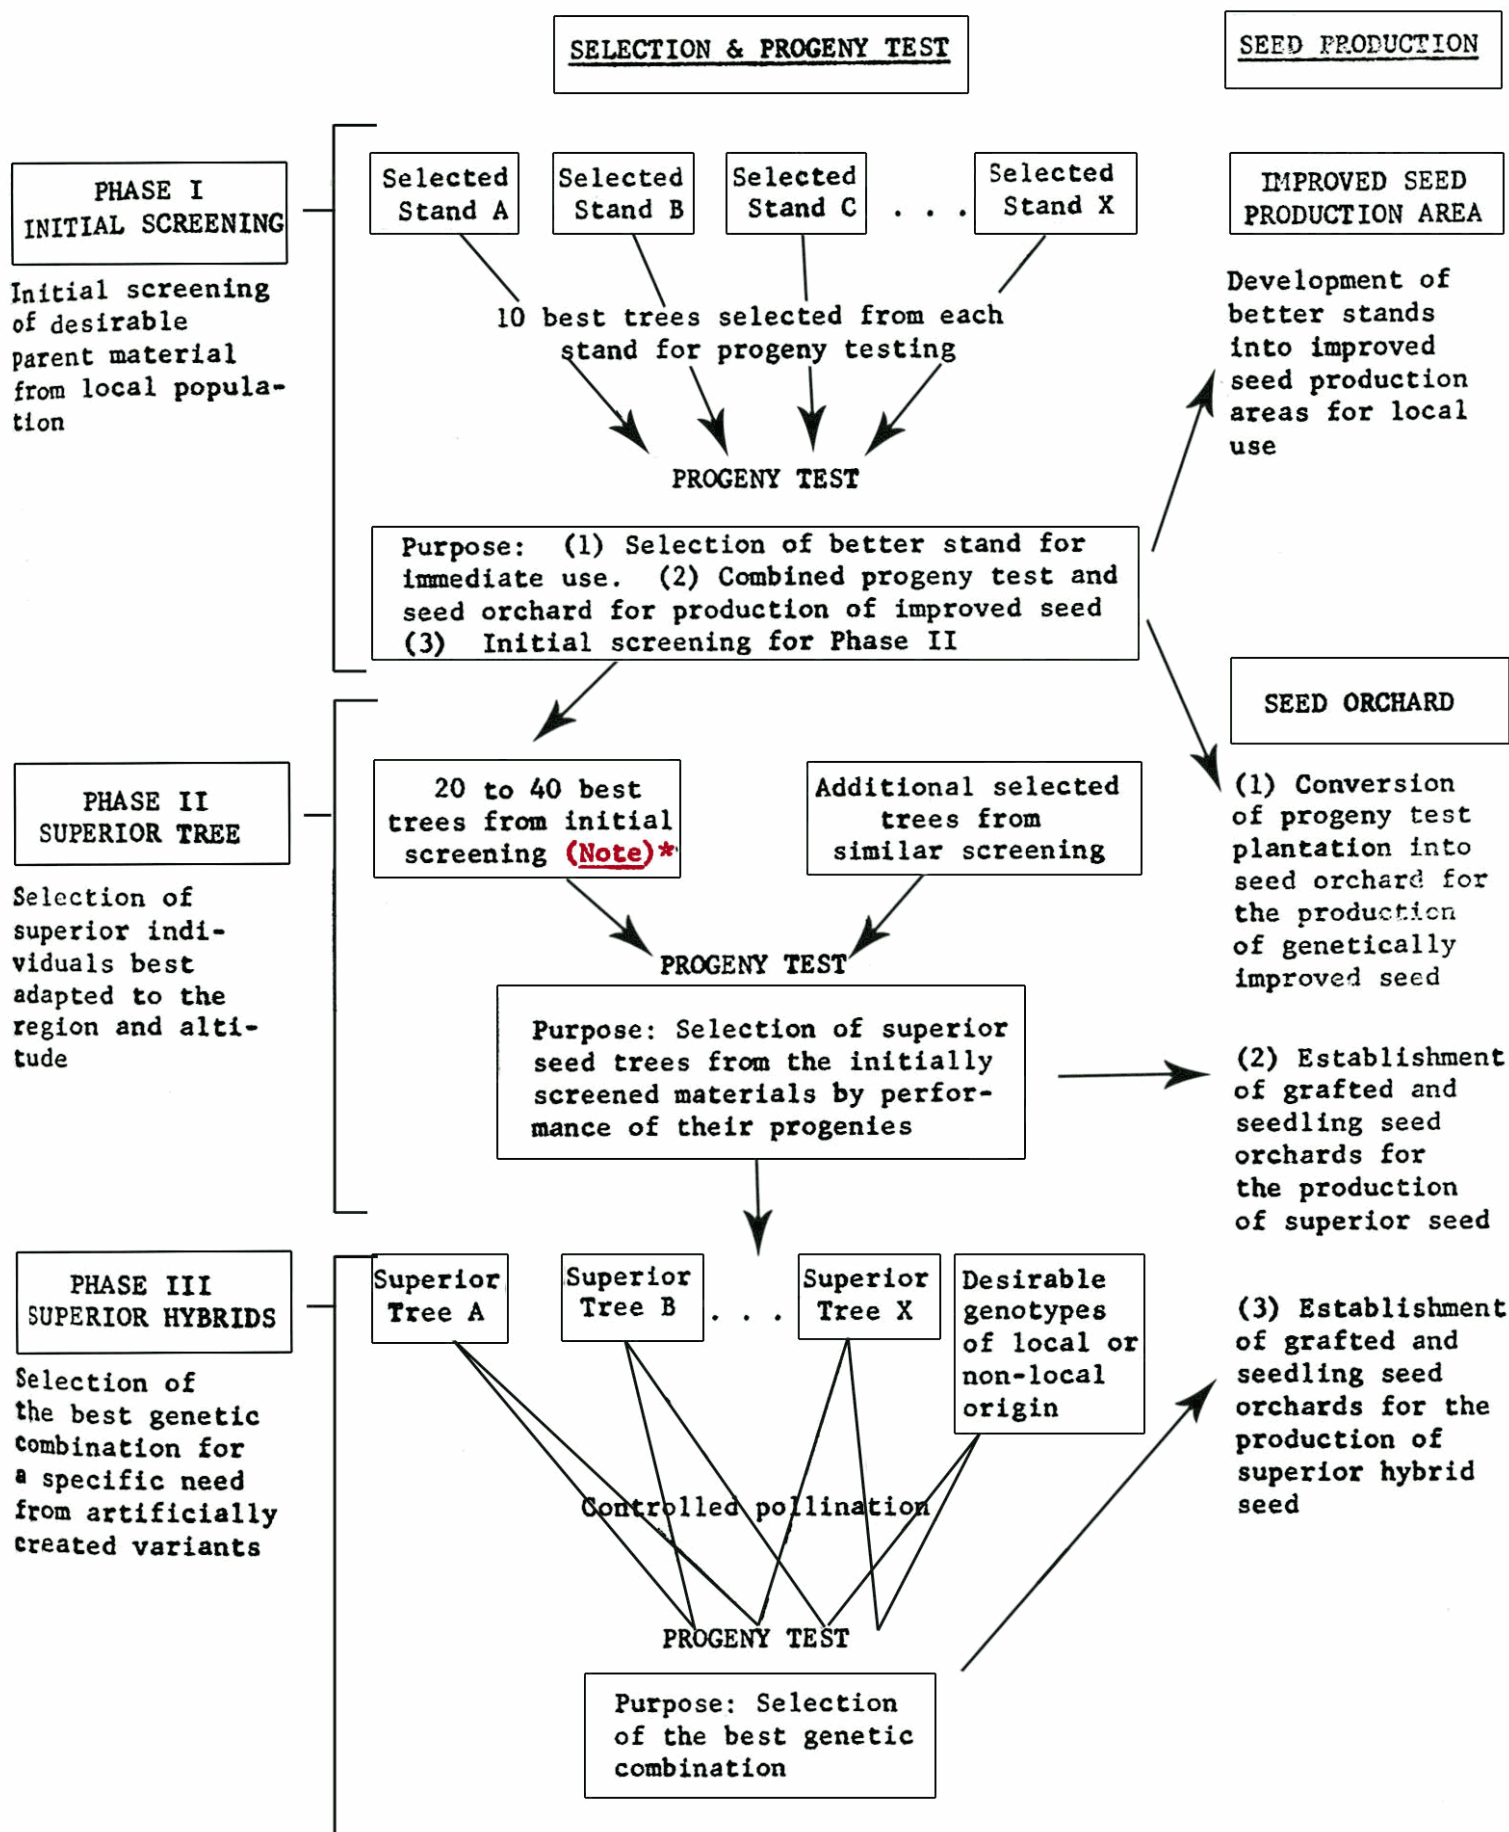 SELECTION & PROGENY TEST
SEED PRODUCTION
PHASE I
INITIAL SCREENING
Initial screening
of desirable
parent material
from local popula-
tion
Selected
Stand A
Selected
Stand B
Selected
Stand C
. . .
Selected
Stand X
10 best trees selected from each
stand for progeny testing
PROGENY TEST
Purpose: (1) Selection of better stand for
immediate use. (2) Combined progeny test and
seed orchard for production of improved seed
(3) Initial screening for Phase II
IMPROVED SEED
PRODUCTION AREA
Development of
better stands
into improved
seed production
areas for local
use
PHASE II
SUPERIOR TREE
Selection of
superior indi-
viduals best
adapted to the
region and alti-
tude
20 to 40 best
trees from initial
screening (Note)*
Additional selected
trees from
similar screening
PROGENY TEST
Purpose: Selection of superior
seed trees from the initially
screened materials by perfor-
mance of their progenies
SEED ORCHARD
(1) Conversion
of progeny test
plantation into
seed orchard for
the production
of genetically
improved seed
(2) Establishment
of grafted and
seedling seed
orchards for
the production
of superior seed
PHASE III
SUPERIOR HYBRIDS
Selection of
the best genetic
combination for
a specific need
from artificially
created variants
Superior
Tree A
Superior
Tree B
. . .
Superior
Tree X
Desirable
genotypes
of local or
non-local
origin
Controlled pollination
PROGENY TEST
Purpose: Selection
of the best genetic
combination
(3) Establishment
of grafted and
seedling seed
orchards for the
production of
superior hybrid
seed